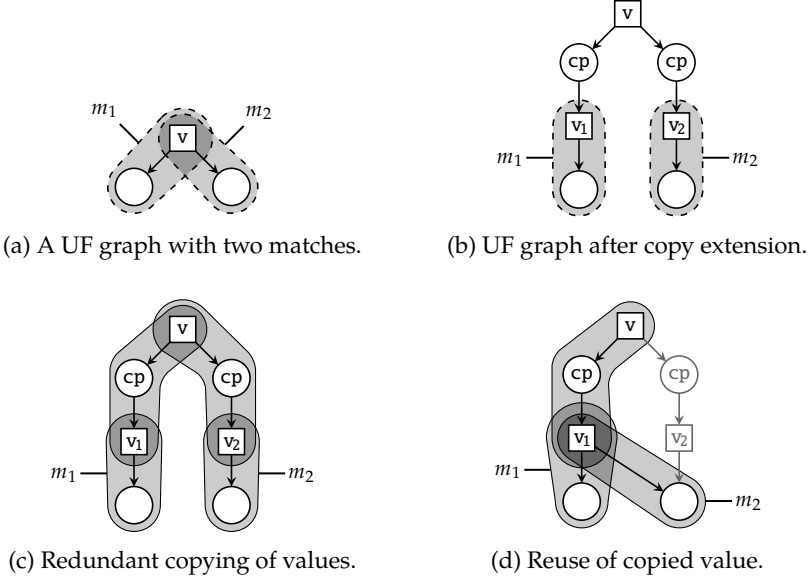 m1
v
m2
(a) A UF graph with two matches.
v
cp
cp
m1
v1
v2
m2
(b) UF graph after copy extension.
v
cp
cp
v1
v2
m1
m2
(c) Redundant copying of values.
v
cp
cp
v1
v2
m1
m2
(d) Reuse of copied value.